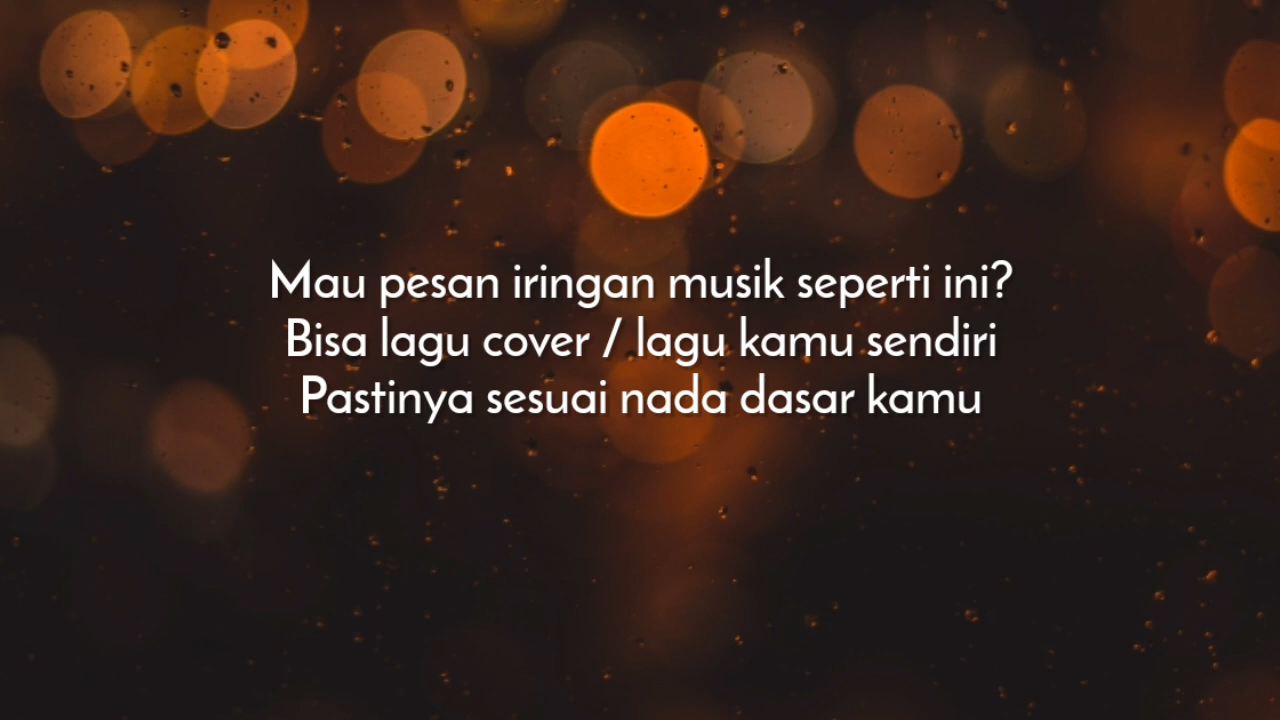 Mau pesan iringan musik seperti ini?
Bisa lagu cover / lagu kamu sendiri
Pastinya sesuai nada dasar kamu